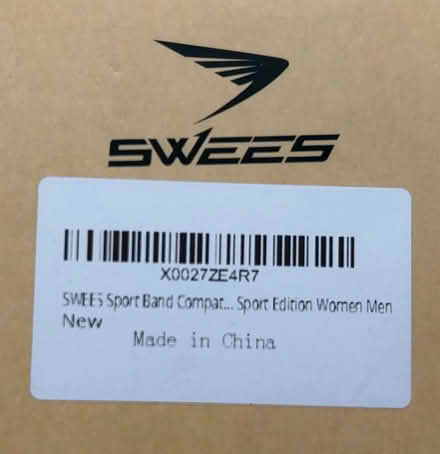 SWEES
X0027ZE4R7
SWEES Sport Band Compat... Sport Edition Women Men
New
Made in China